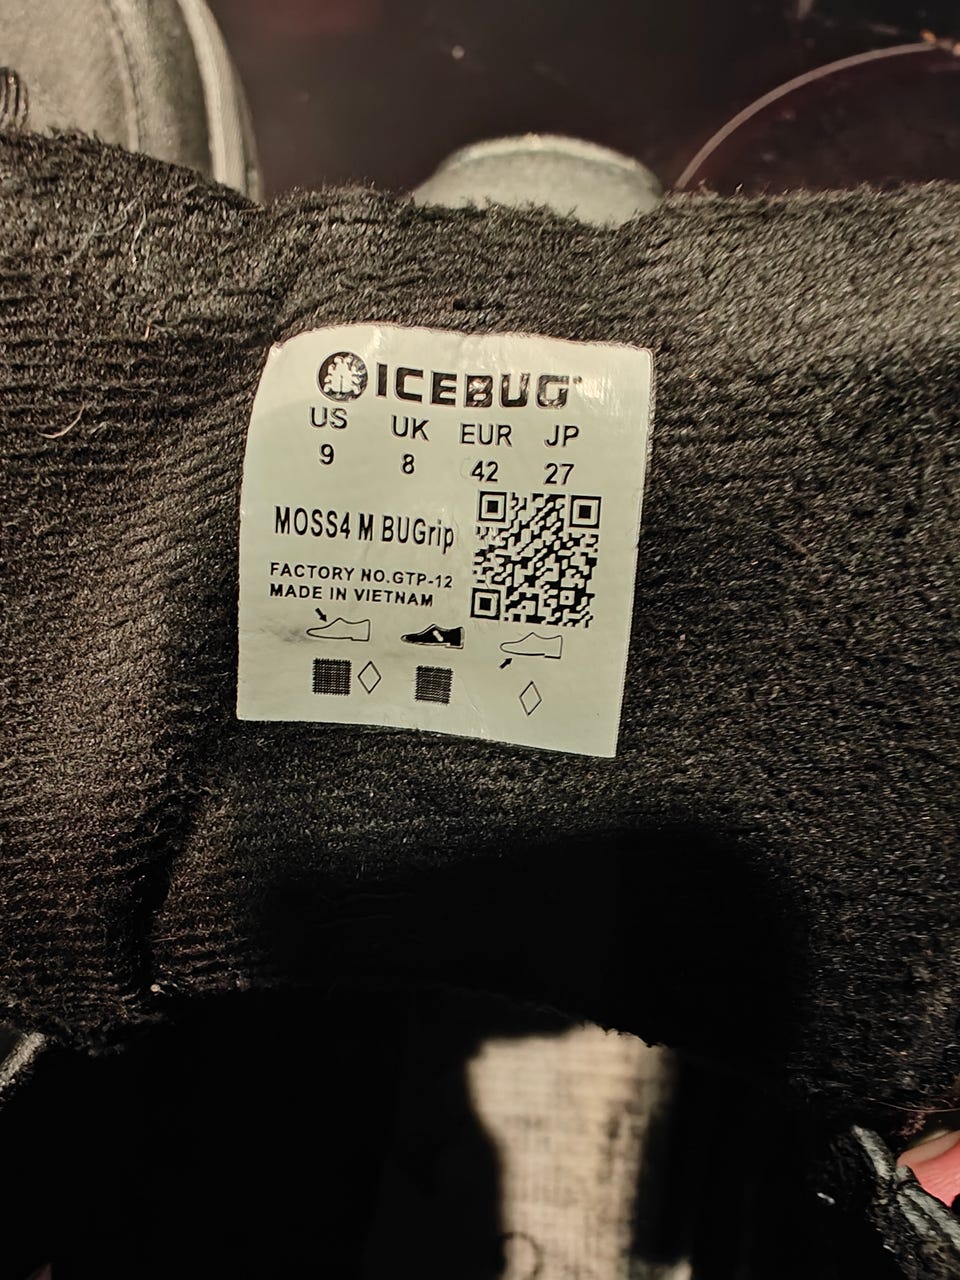 ICEBUG
US UK EUR JP
9 8 42 27
MOSS4 M BUGrip
FACTORY NO.GTP-12
MADE IN VIETNAM